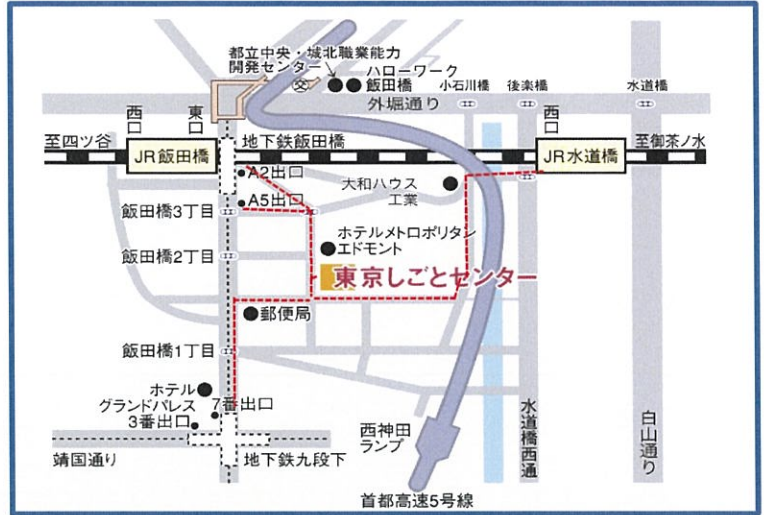 都立中央・城北職業能力
開発センター
ハローワーク
飯田橋
小石川橋
後楽橋
水道橋
外堀通り
西口
東口
西口
至四ツ谷
地下鉄飯田橋
至御茶ノ水
JR飯田橋
JR水道橋
A2出口
大和ハウス
工業
A5出口
飯田橋3丁目
ホテルメトロポリタン
エドモント
飯田橋2丁目
東京しごとセンター
郵便局
飯田橋1丁目
ホテル
グランドパレス
7番出口
3番出口
西神田
ランプ
水道橋西通
白山通り
靖国通り
地下鉄九段下
首都高速5号線